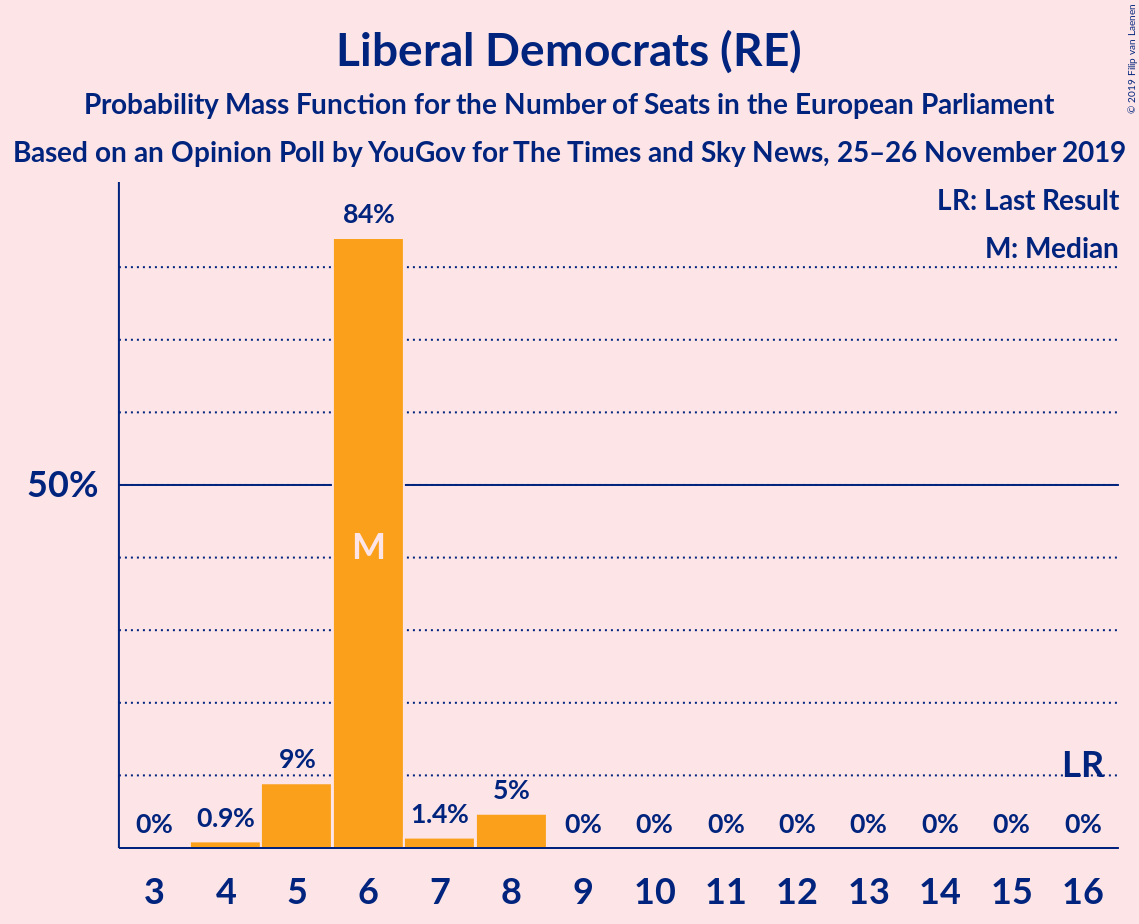 Liberal Democrats (RE)
Probability Mass Function for the Number of Seats in the European Parliament
Based on an Opinion Poll by YouGov for The Times and Sky News, 25–26 November 2019
© 2019 Filip van Laenen
LR: Last Result
M: Median
84%
50%
M
9%
LR
5%
0% 0.9% 1.4% 0% 0% 0% 0% 0% 0% 0% 0%
3 4 5 6 7 8 9 10 11 12 13 14 15 16